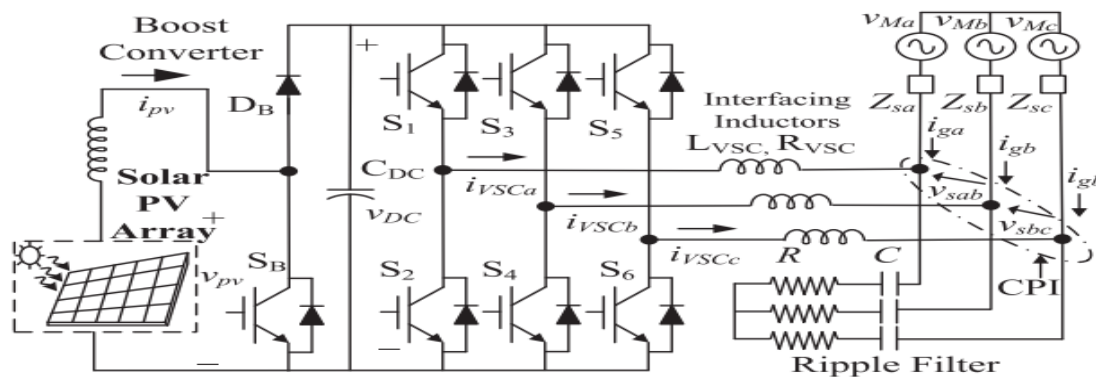 Boost
Converter
i_pv
D_B
Solar
PV
Array
+
v_pv
−
S_B
+
C_DC
v_DC
−
S_1
S_3
S_5
S_2
S_4
S_6
i_VSCa
i_VSCb
i_VSCc
Interfacing
Inductors
L_VSC, R_VSC
R
C
Ripple Filter
v_Ma
v_Mb
v_Mc
Z_sa
Z_sb
Z_sc
i_ga
i_gb
i_gb
v_sab
v_sbc
CPI